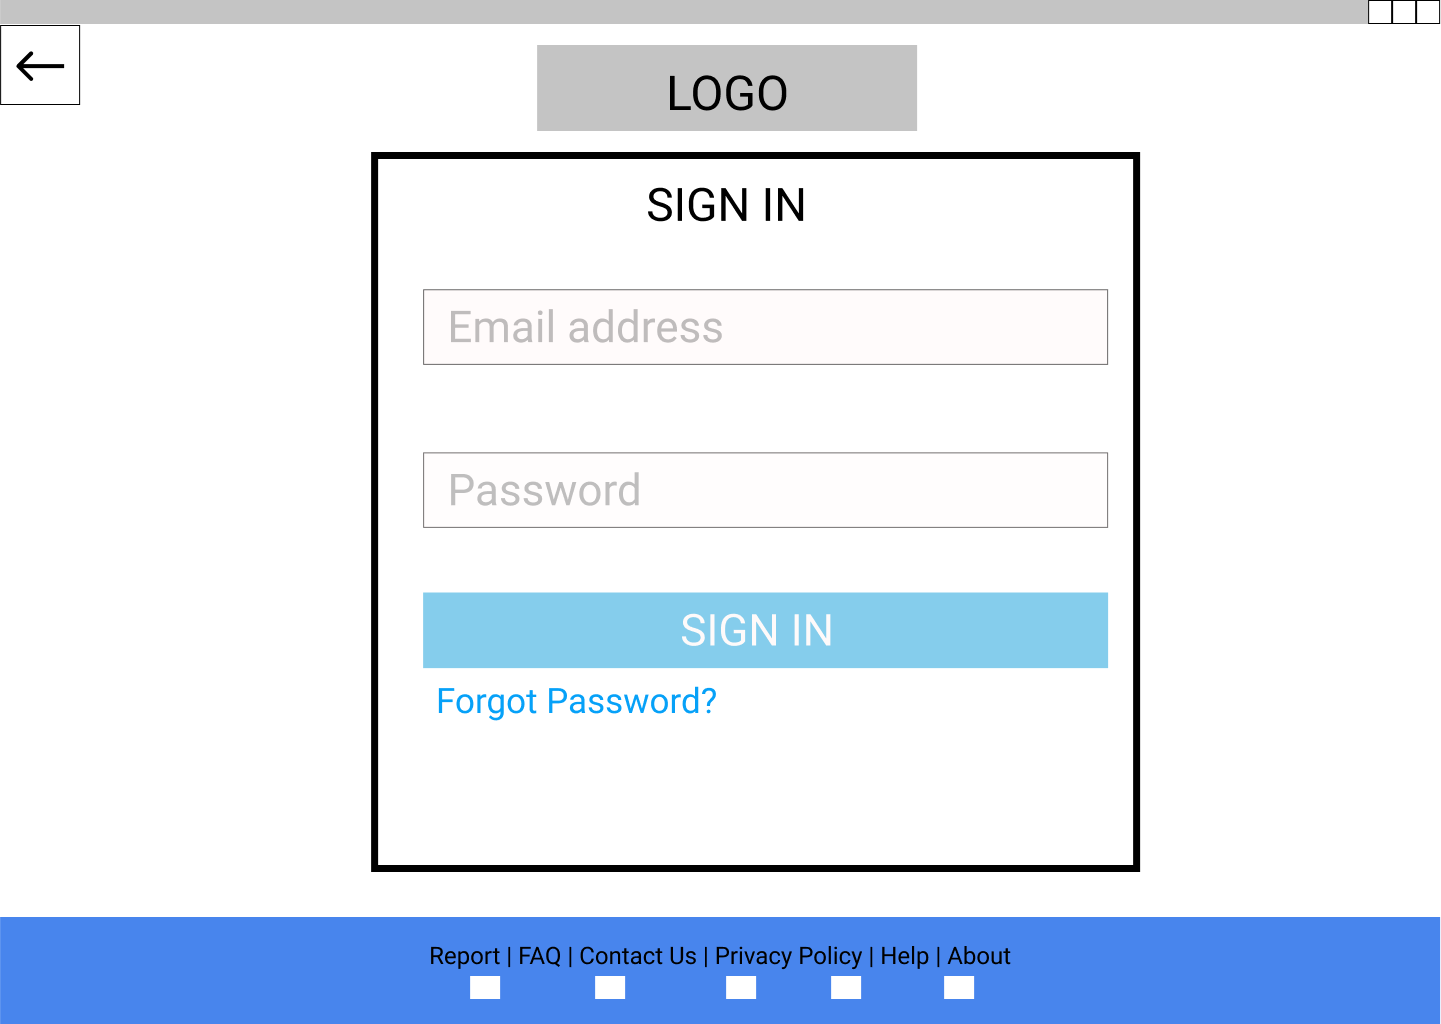 LOGO
SIGN IN
Email address
Password
SIGN IN
Forgot Password?
Report | FAQ | Contact Us | Privacy Policy | Help | About